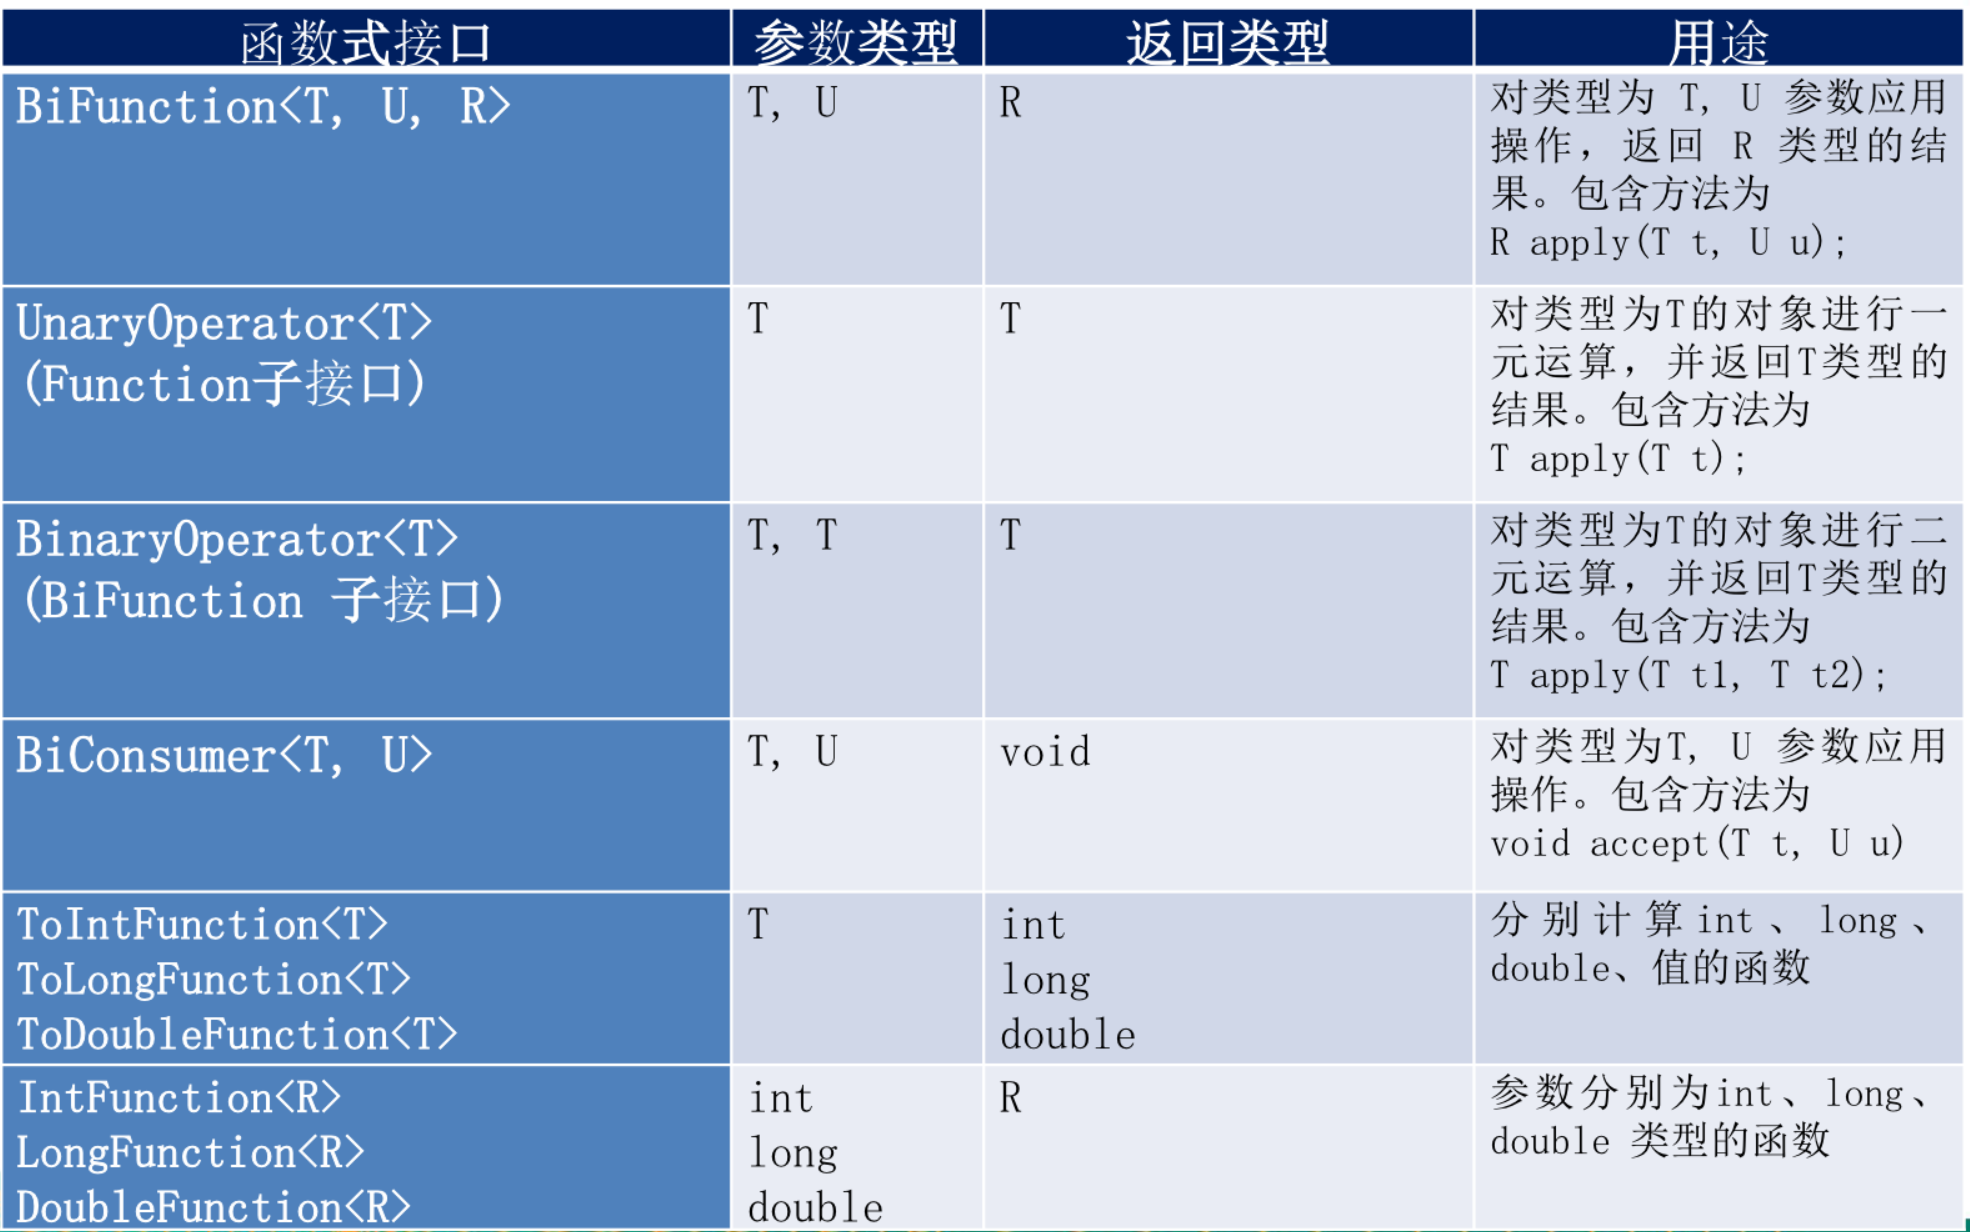 函数式接口 参数类型 返回类型 用途
BiFunction<T, U, R> T, U R 对类型为 T, U 参数应用
操作，返回 R 类型的结
果。包含方法为
R apply(T t, U u);
UnaryOperator<T> T T 对类型为T的对象进行一
(Function子接口) 元运算，并返回T类型的
结果。包含方法为
T apply(T t);
BinaryOperator<T> T, T T 对类型为T的对象进行二
(BiFunction 子接口) 元运算，并返回T类型的
结果。包含方法为
T apply(T t1, T t2);
BiConsumer<T, U> T, U void 对类型为T, U 参数应用
操作。包含方法为
void accept(T t, U u)
ToIntFunction<T> T int 分别计算int、long、
ToLongFunction<T> long double、值的函数
ToDoubleFunction<T> double
IntFunction<R> int R 参数分别为int、long、
LongFunction<R> long double 类型的函数
DoubleFunction<R> double